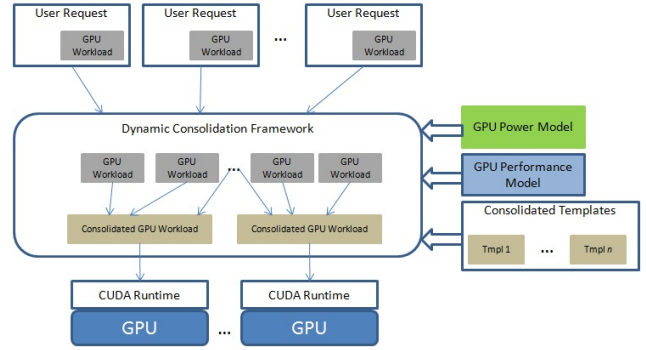 User Request
User Request
User Request
GPU
Workload
GPU
Workload
...
GPU
Workload
Dynamic Consolidation Framework
GPU
Workload
GPU
Workload
...
GPU
Workload
GPU
Workload
Consolidated GPU Workload
Consolidated GPU Workload
GPU Power Model
GPU Performance
Model
Consolidated Templates
Tmpl 1
...
Tmpl n
CUDA Runtime
CUDA Runtime
GPU
...
GPU